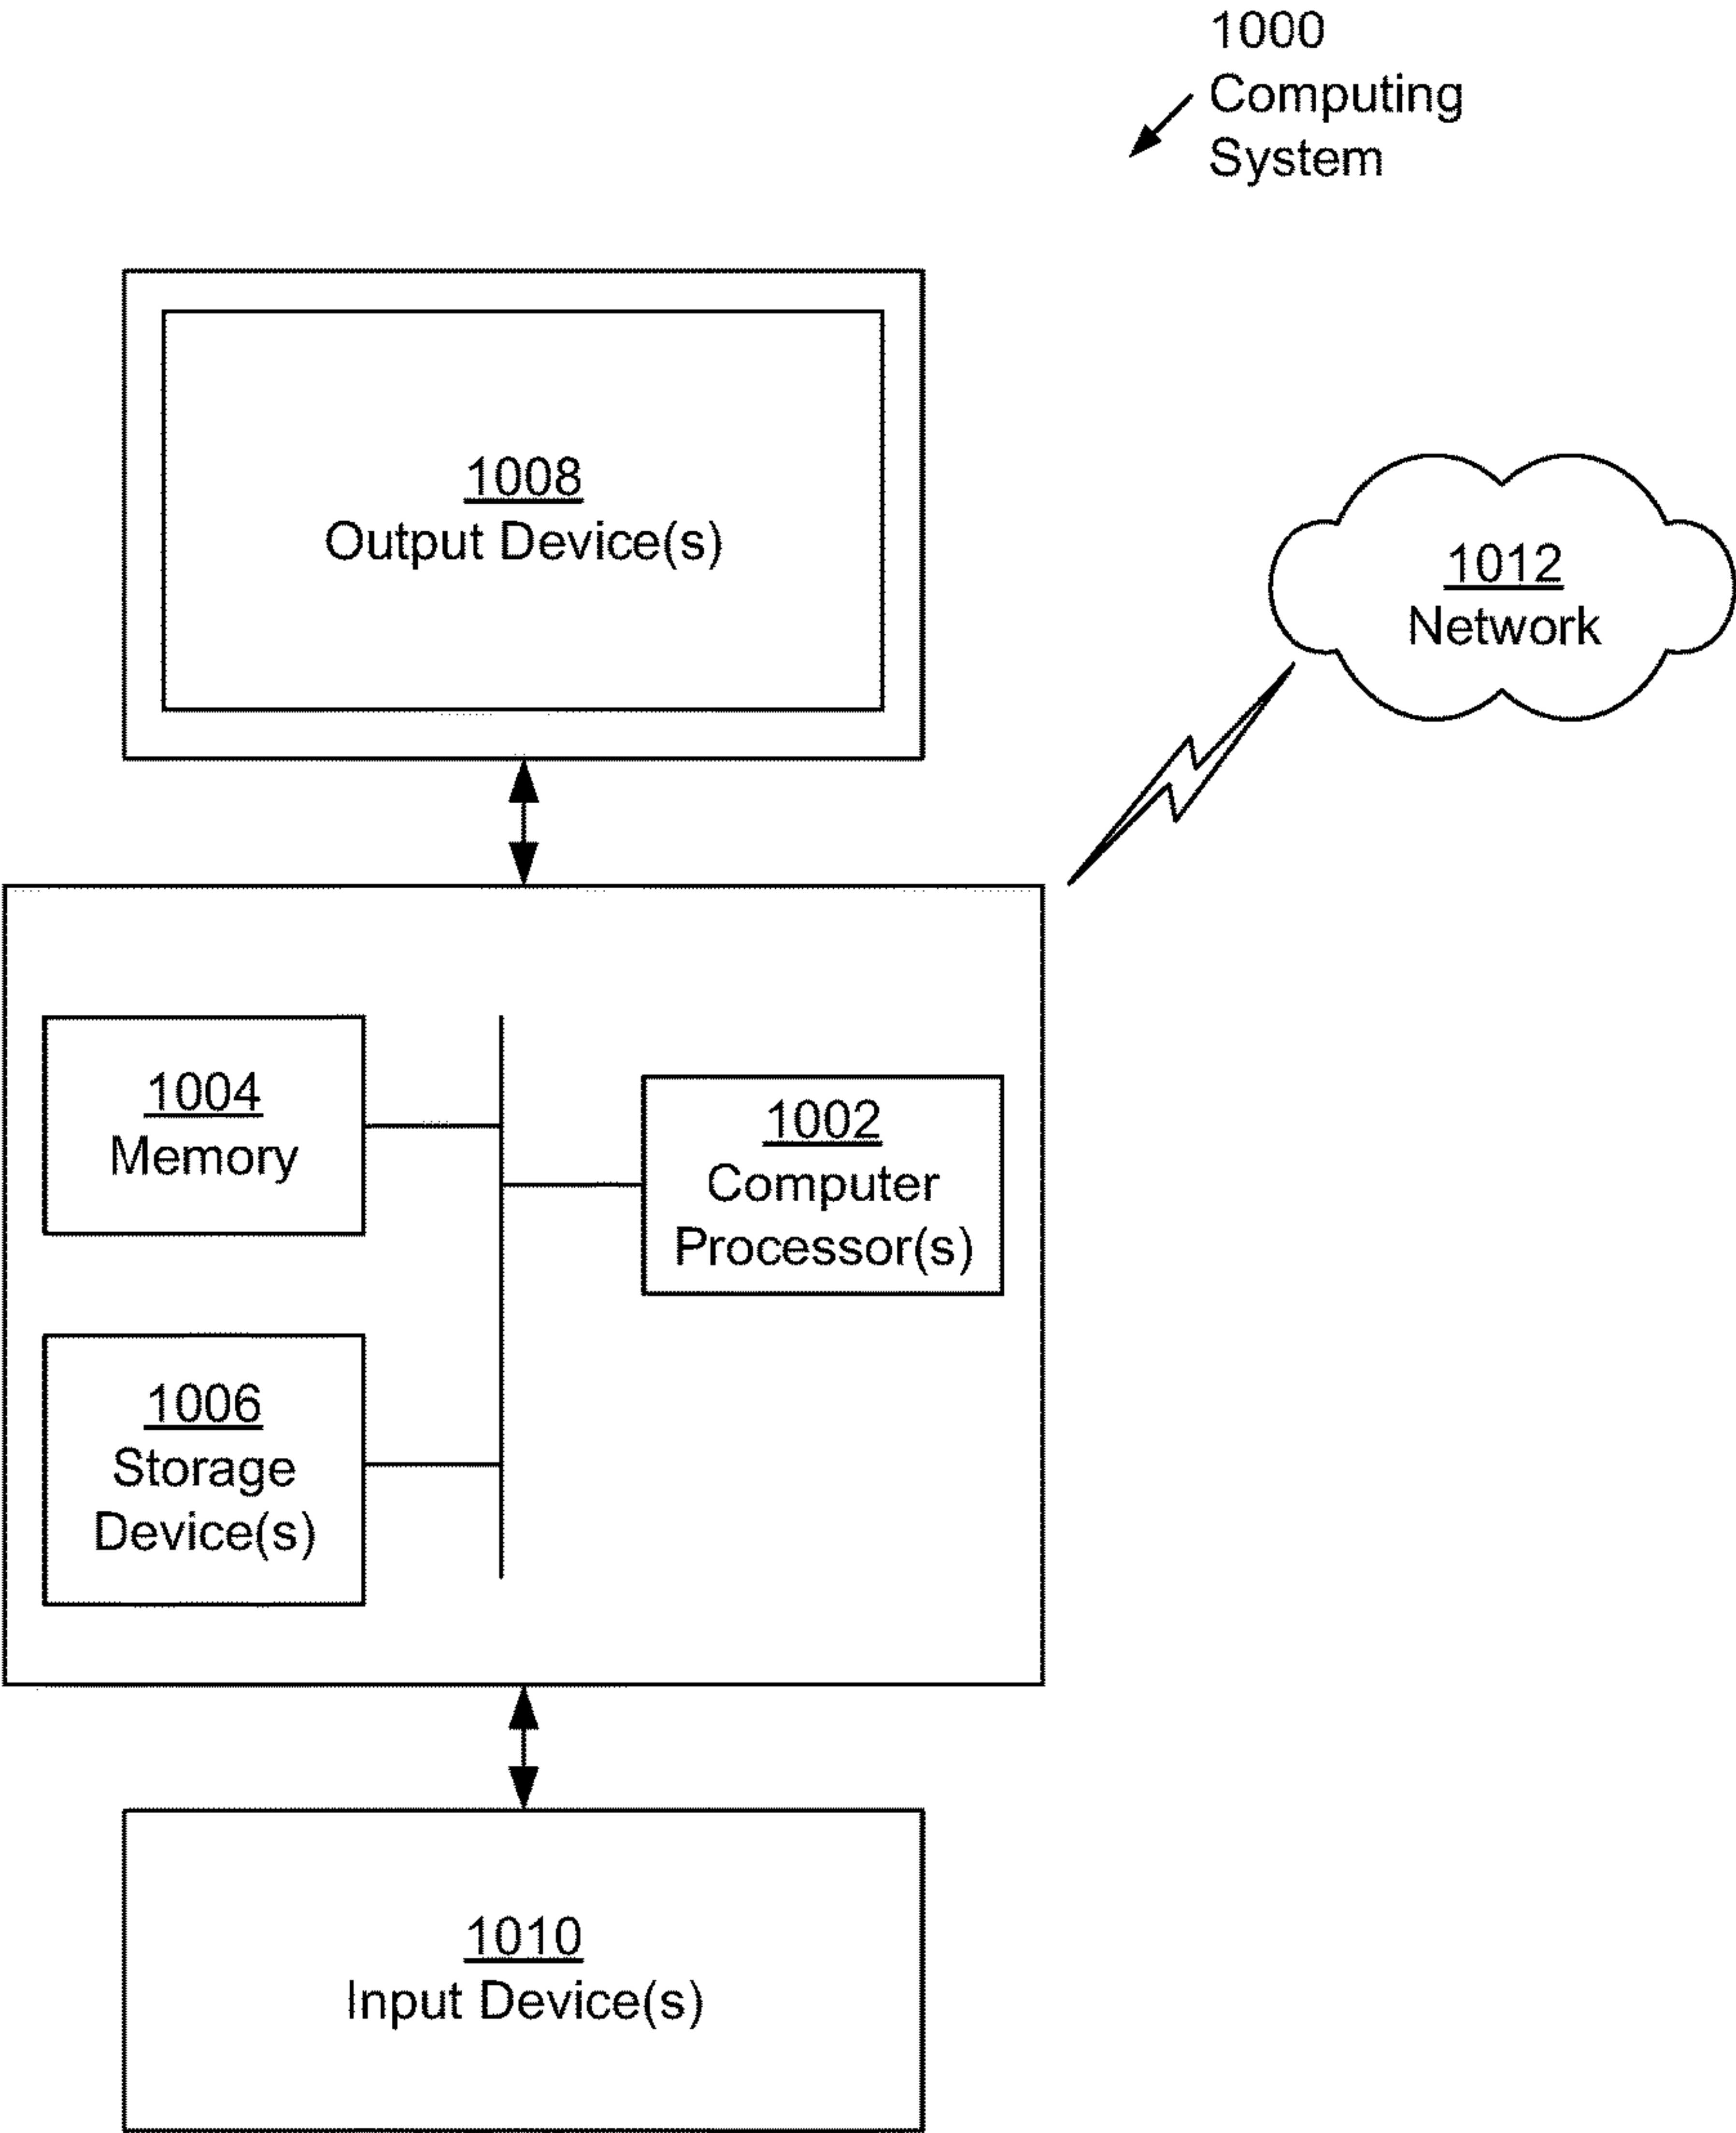 1000
Computing
System
1008
Output Device(s)
1012
Network
1004
Memory
1002
Computer
Processor(s)
1006
Storage
Device(s)
1010
Input Device(s)